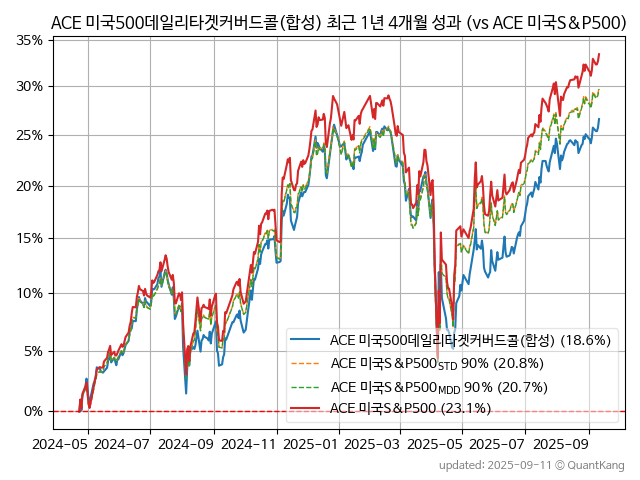 ACE 미국500데일리타겟커버드콜(합성) 최근 1년 4개월 성과 (vs ACE 미국S&P500)
35%
30%
25%
20%
15%
10%
5%
0%
ACE 미국500데일리타겟커버드콜(합성) (18.6%)
ACE 미국S&P500STD 90% (20.8%)
ACE 미국S&P500MDD 90% (20.7%)
ACE 미국S&P500 (23.1%)
2024-05 2024-07 2024-09 2024-11 2025-01 2025-03 2025-05 2025-07 2025-09
updated: 2025-09-11 © QuantKang